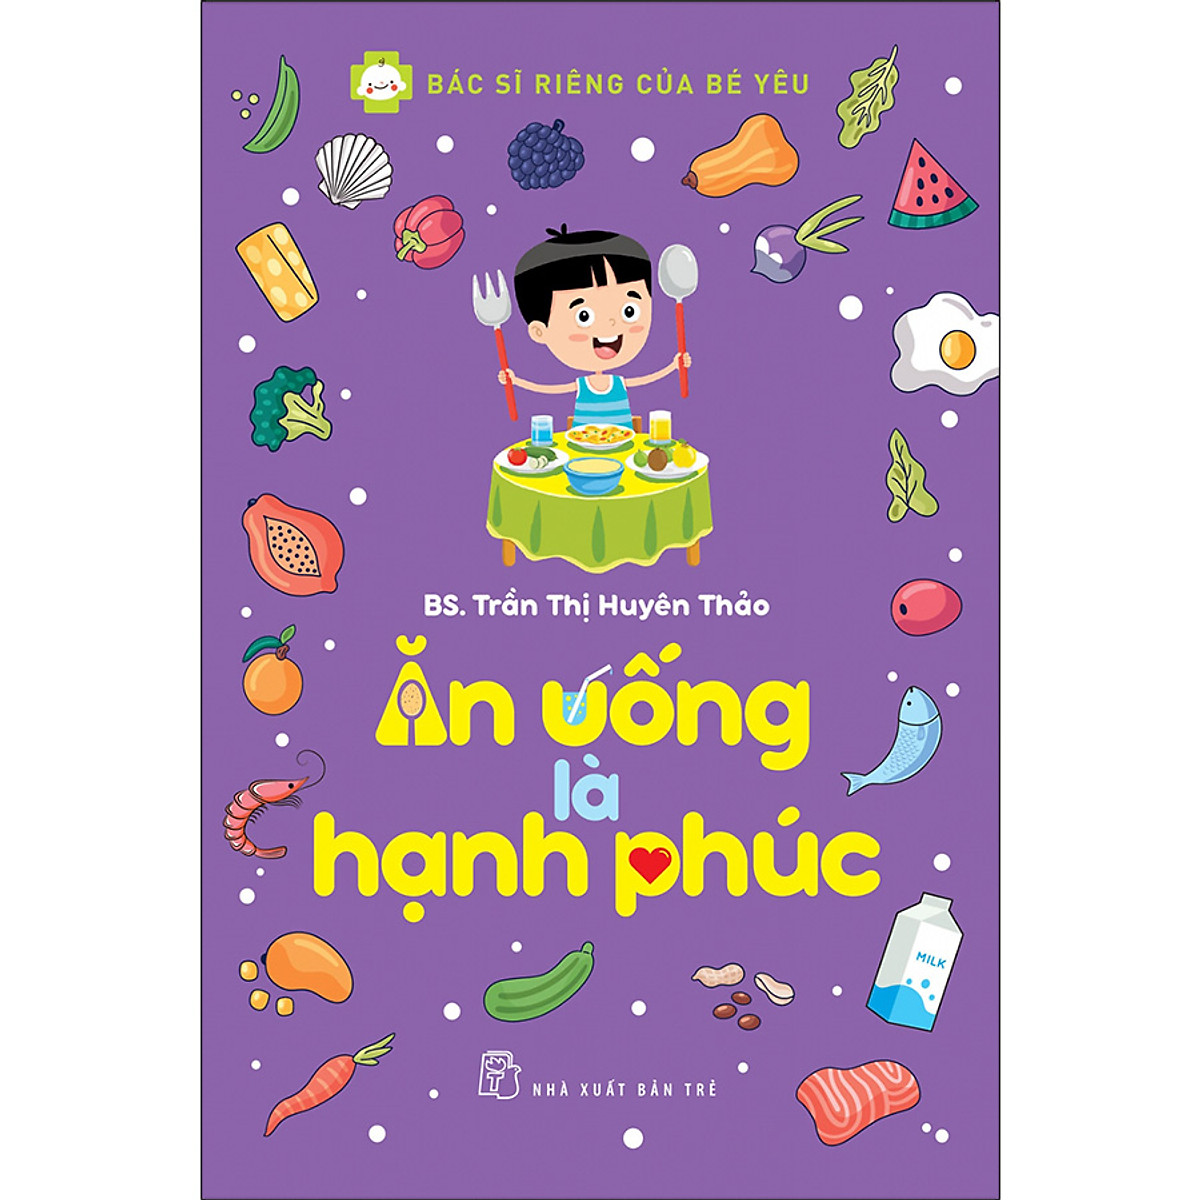 BÁC SĨ RIÊNG CỦA BÉ YÊU
BS. Trần Thị Huyên Thảo
Ăn uống
là
hạnh phúc
MILK
NHÀ XUẤT BẢN TRẺ